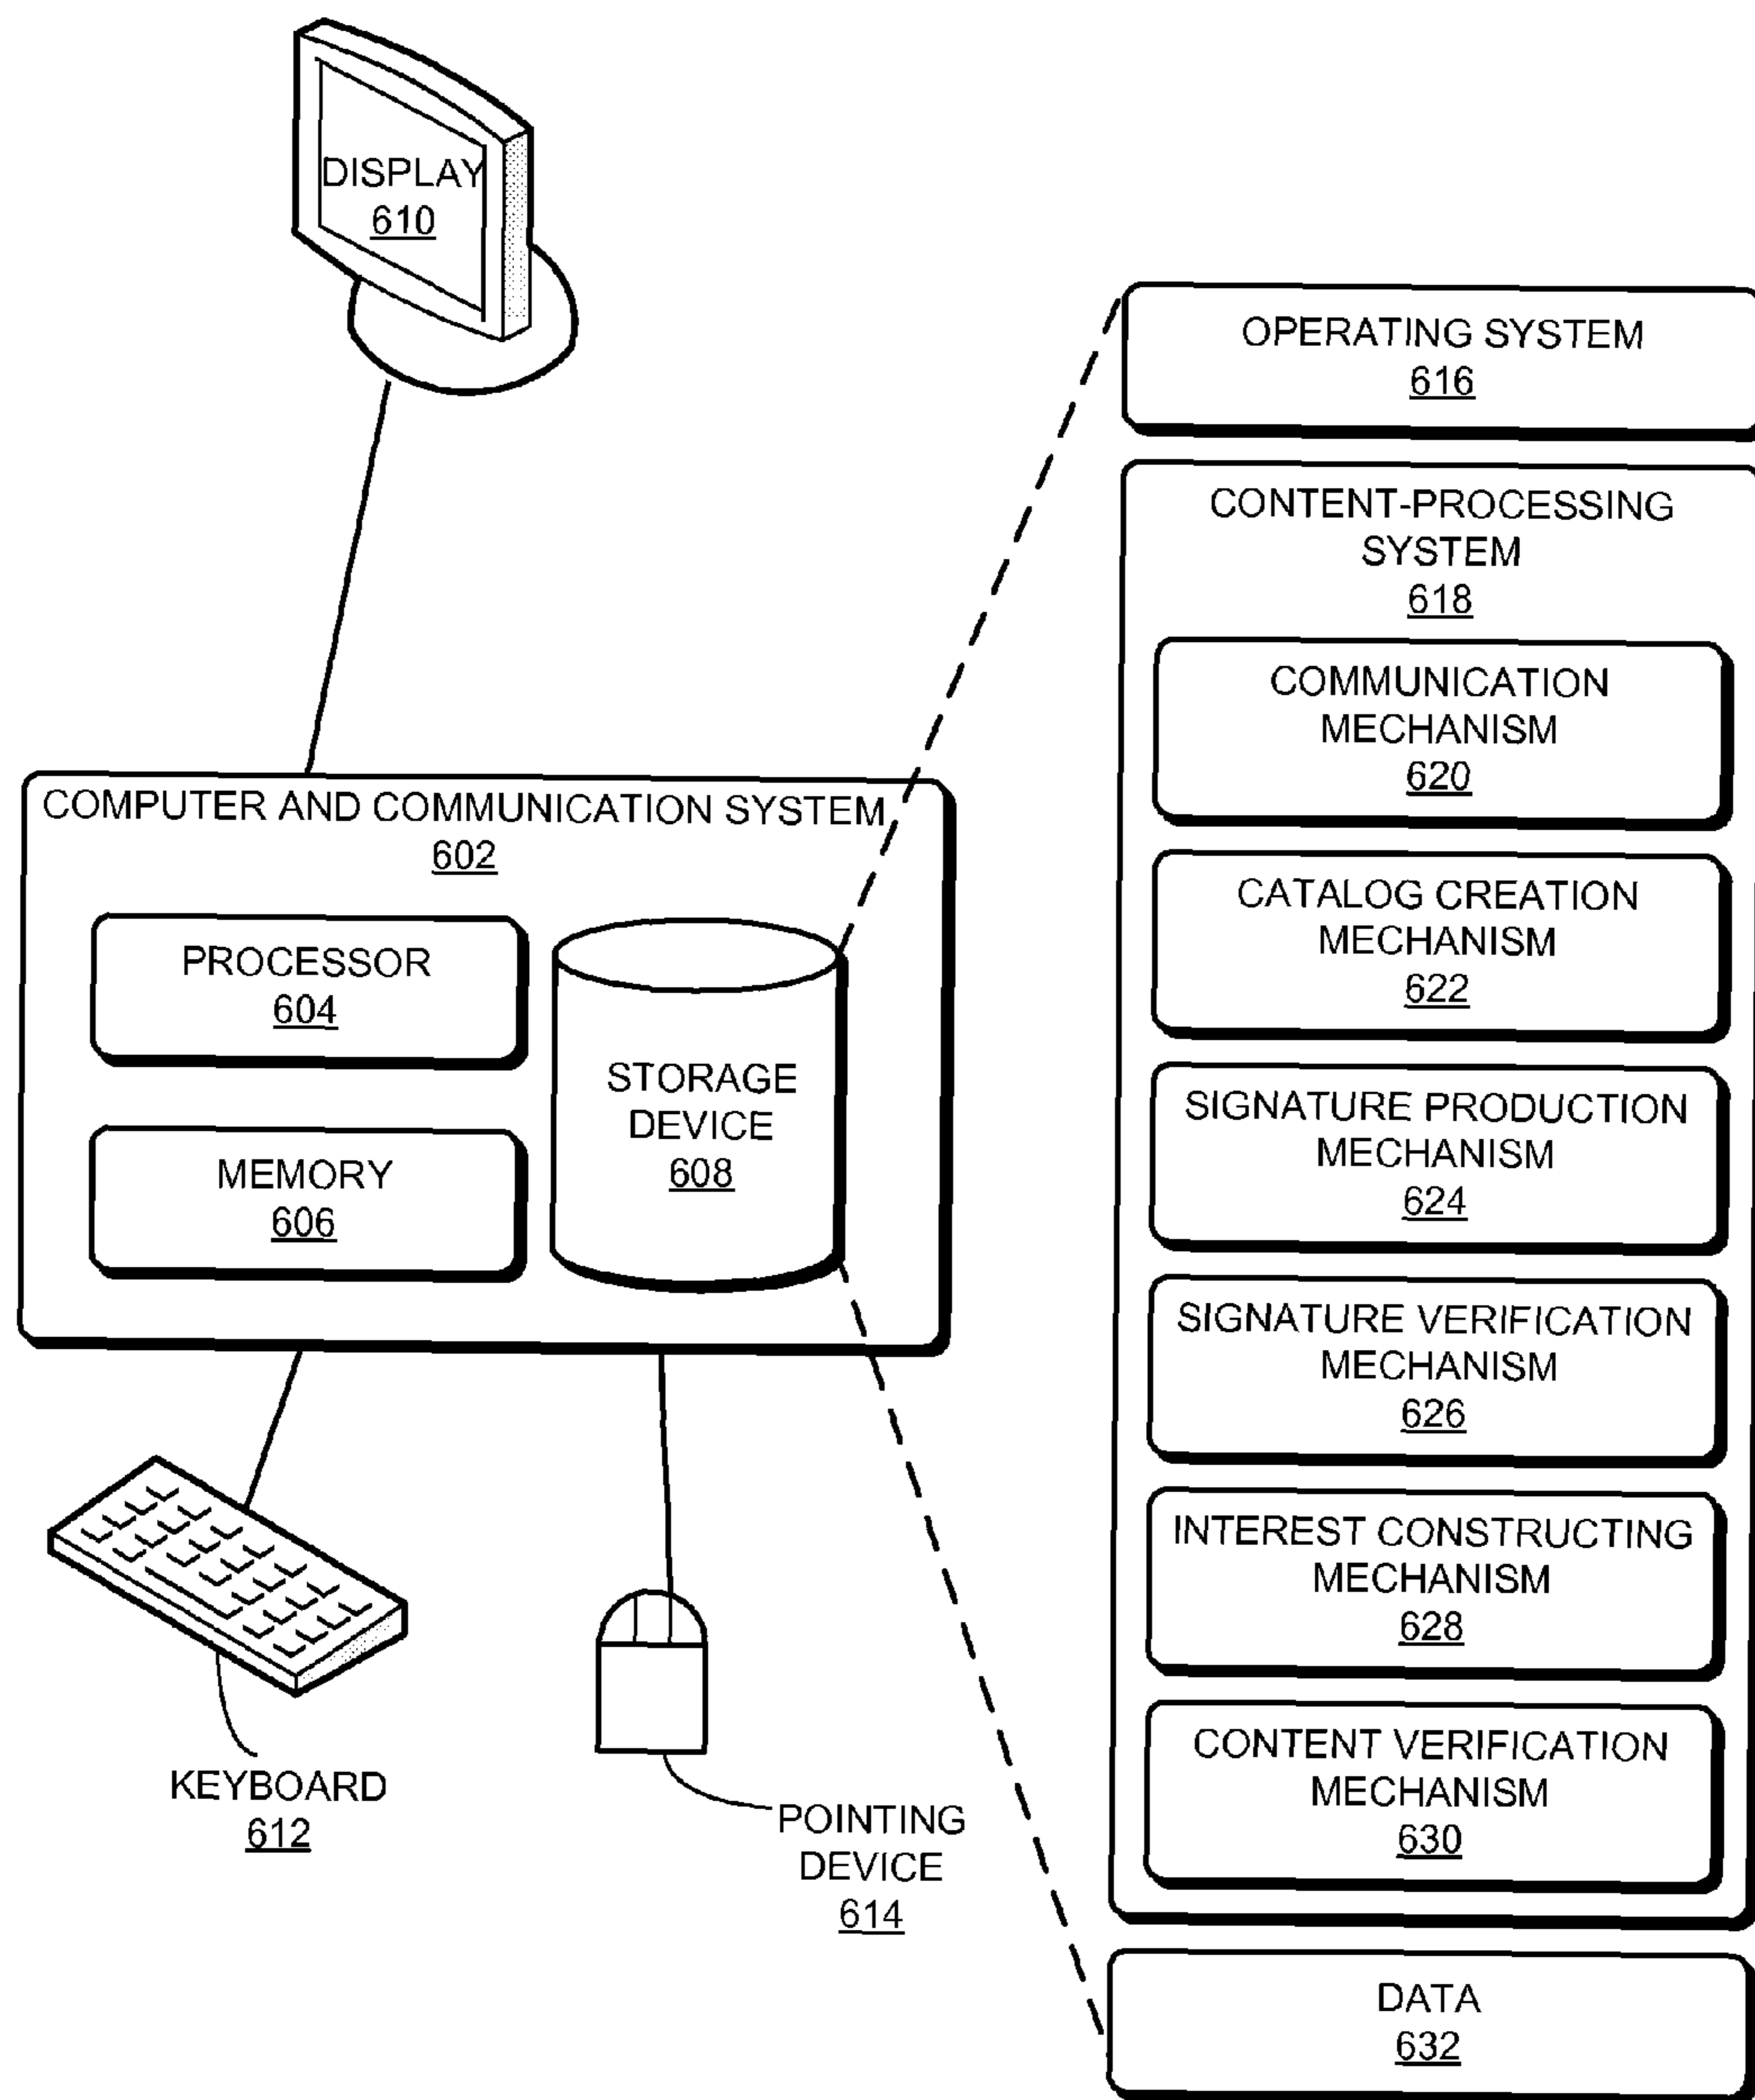 DISPLAY
610
COMPUTER AND COMMUNICATION SYSTEM
602
PROCESSOR
604
MEMORY
606
STORAGE
DEVICE
608
KEYBOARD
612
POINTING
DEVICE
614
OPERATING SYSTEM
616
CONTENT-PROCESSING
SYSTEM
618
COMMUNICATION
MECHANISM
620
CATALOG CREATION
MECHANISM
622
SIGNATURE PRODUCTION
MECHANISM
624
SIGNATURE VERIFICATION
MECHANISM
626
INTEREST CONSTRUCTING
MECHANISM
628
CONTENT VERIFICATION
MECHANISM
630
DATA
632